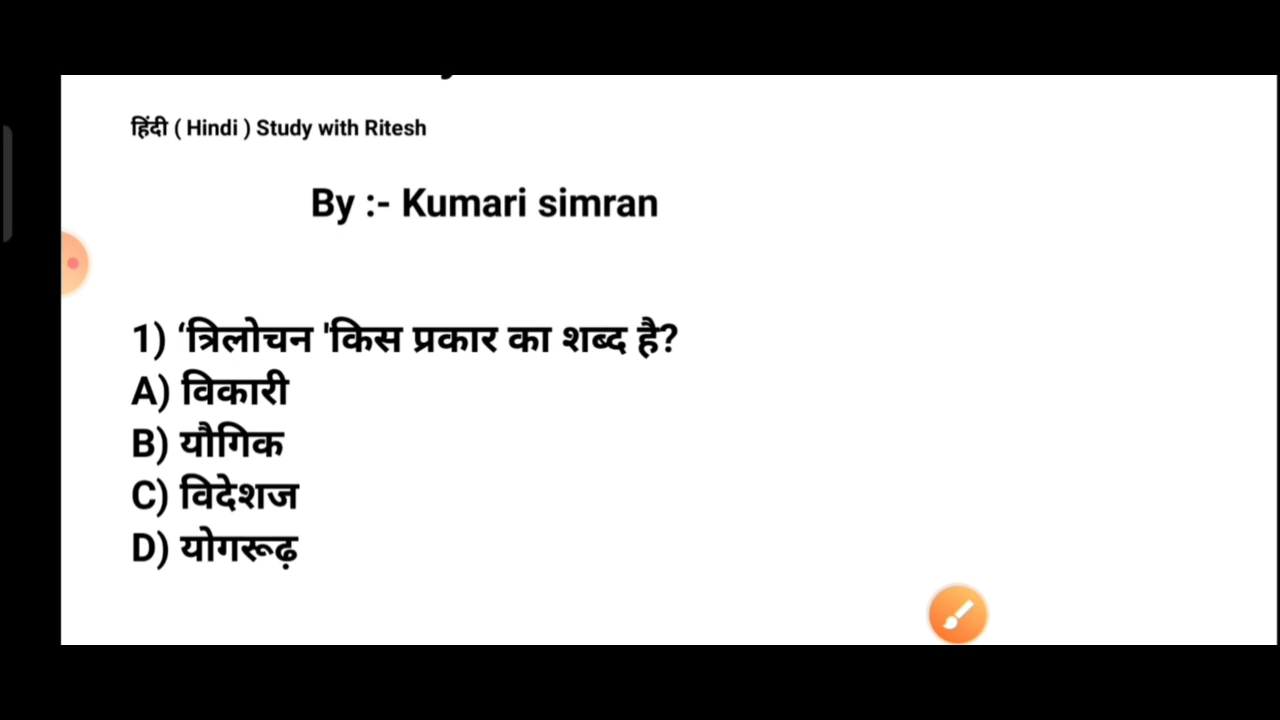 हिंदी ( Hindi ) Study with Ritesh
By :- Kumari simran
1) ‘त्रिलोचन 'किस प्रकार का शब्द है?
A) विकारी
B) यौगिक
C) विदेशज
D) योगरूढ़